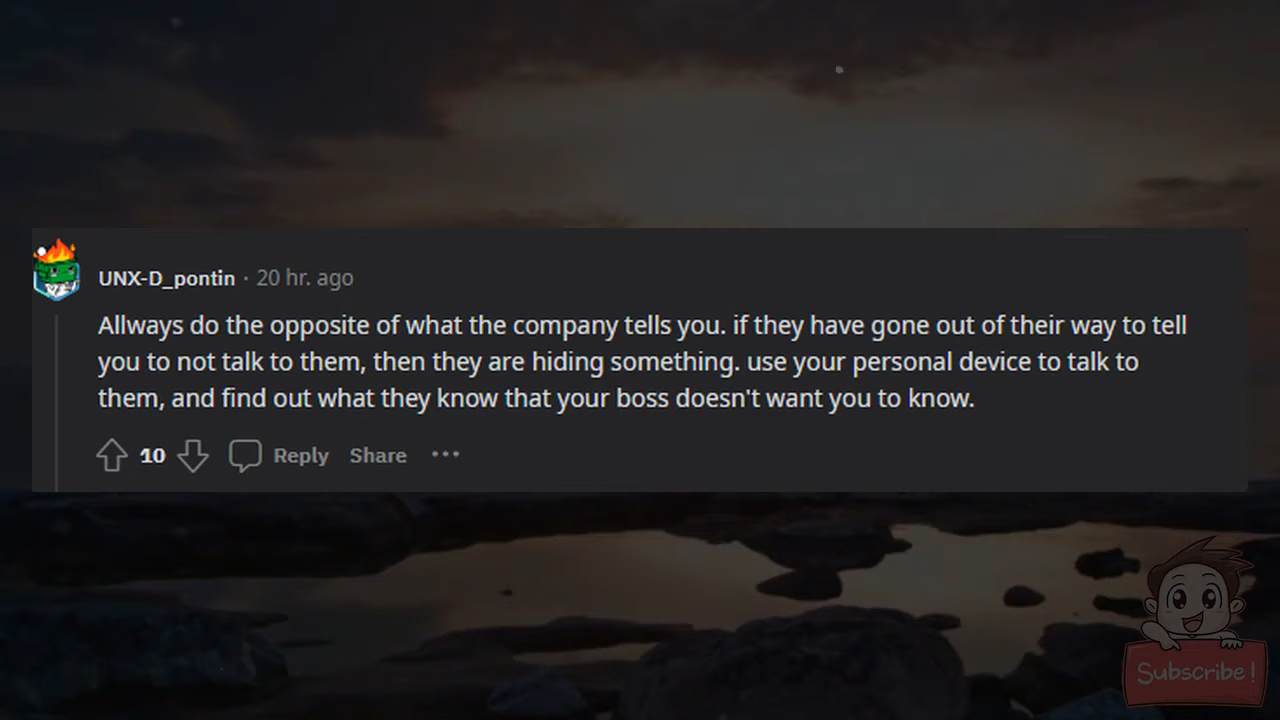 UNX-D_pontin · 20 hr. ago
Allways do the opposite of what the company tells you. if they have gone out of their way to tell
you to not talk to them, then they are hiding something. use your personal device to talk to
them, and find out what they know that your boss doesn't want you to know.
10 Reply Share ···
Subscribe!